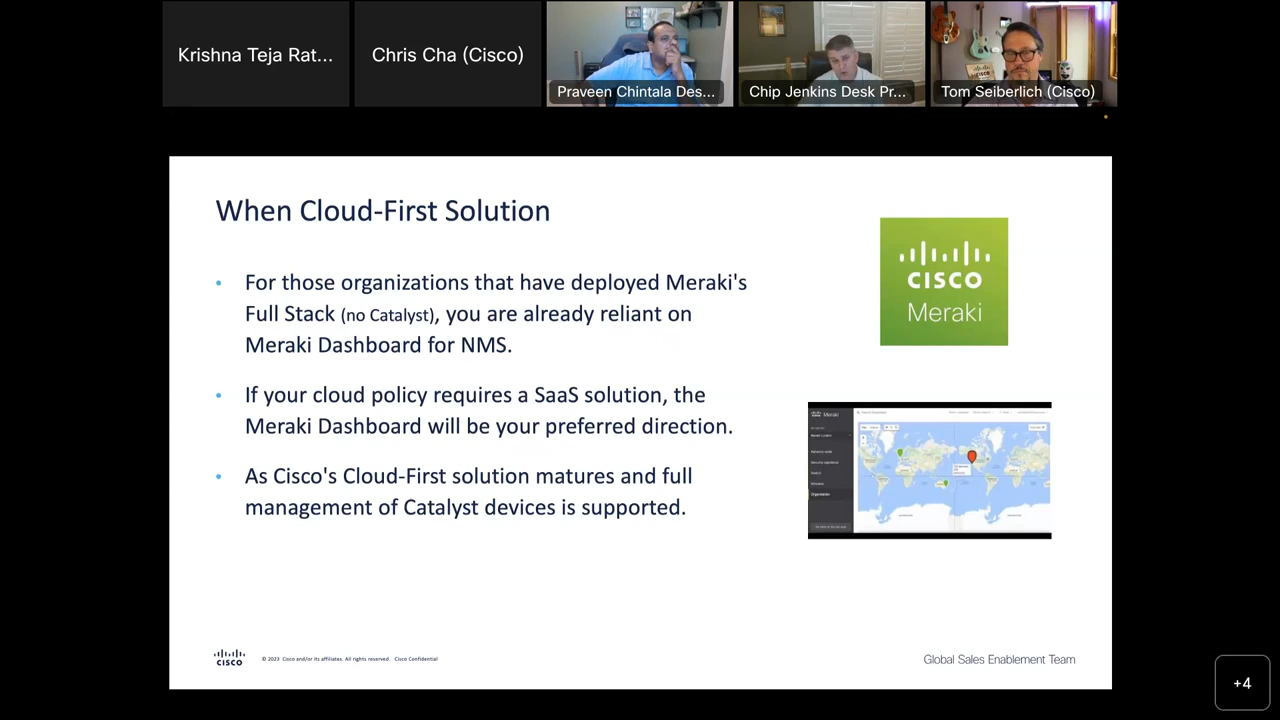 Krishna Teja Rat...
Chris Cha (Cisco)
Praveen Chintala Des...
Chip Jenkins Desk Pr...
Tom Seiberlich (Cisco)
When Cloud-First Solution
• For those organizations that have deployed Meraki's
Full Stack (no Catalyst), you are already reliant on
Meraki Dashboard for NMS.
• If your cloud policy requires a SaaS solution, the
Meraki Dashboard will be your preferred direction.
• As Cisco's Cloud-First solution matures and full
management of Catalyst devices is supported.
CISCO
Meraki
Meraki
Organization
CISCO
© 2023 Cisco and/or its affiliates. All rights reserved. Cisco Confidential
Global Sales Enablement Team
+4